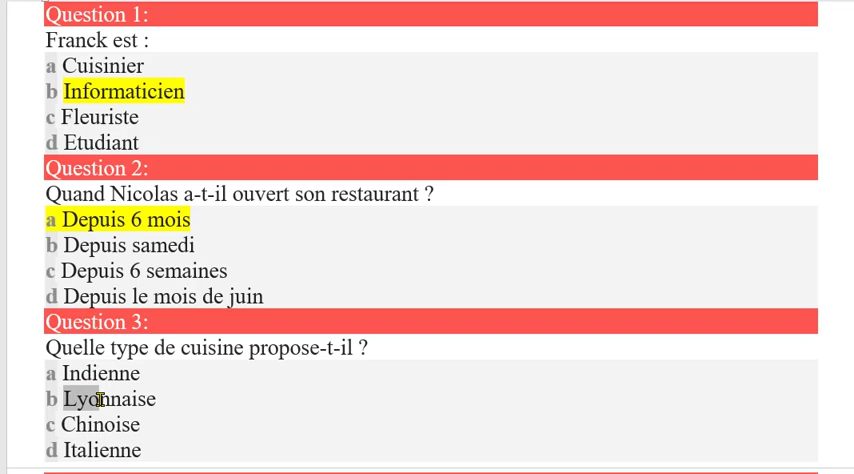 Question 1:
Franck est :
a Cuisinier
b Informaticien
c Fleuriste
d Etudiant
Question 2:
Quand Nicolas a-t-il ouvert son restaurant ?
a Depuis 6 mois
b Depuis samedi
c Depuis 6 semaines
d Depuis le mois de juin
Question 3:
Quelle type de cuisine propose-t-il ?
a Indienne
b Lyonnaise
c Chinoise
d Italienne